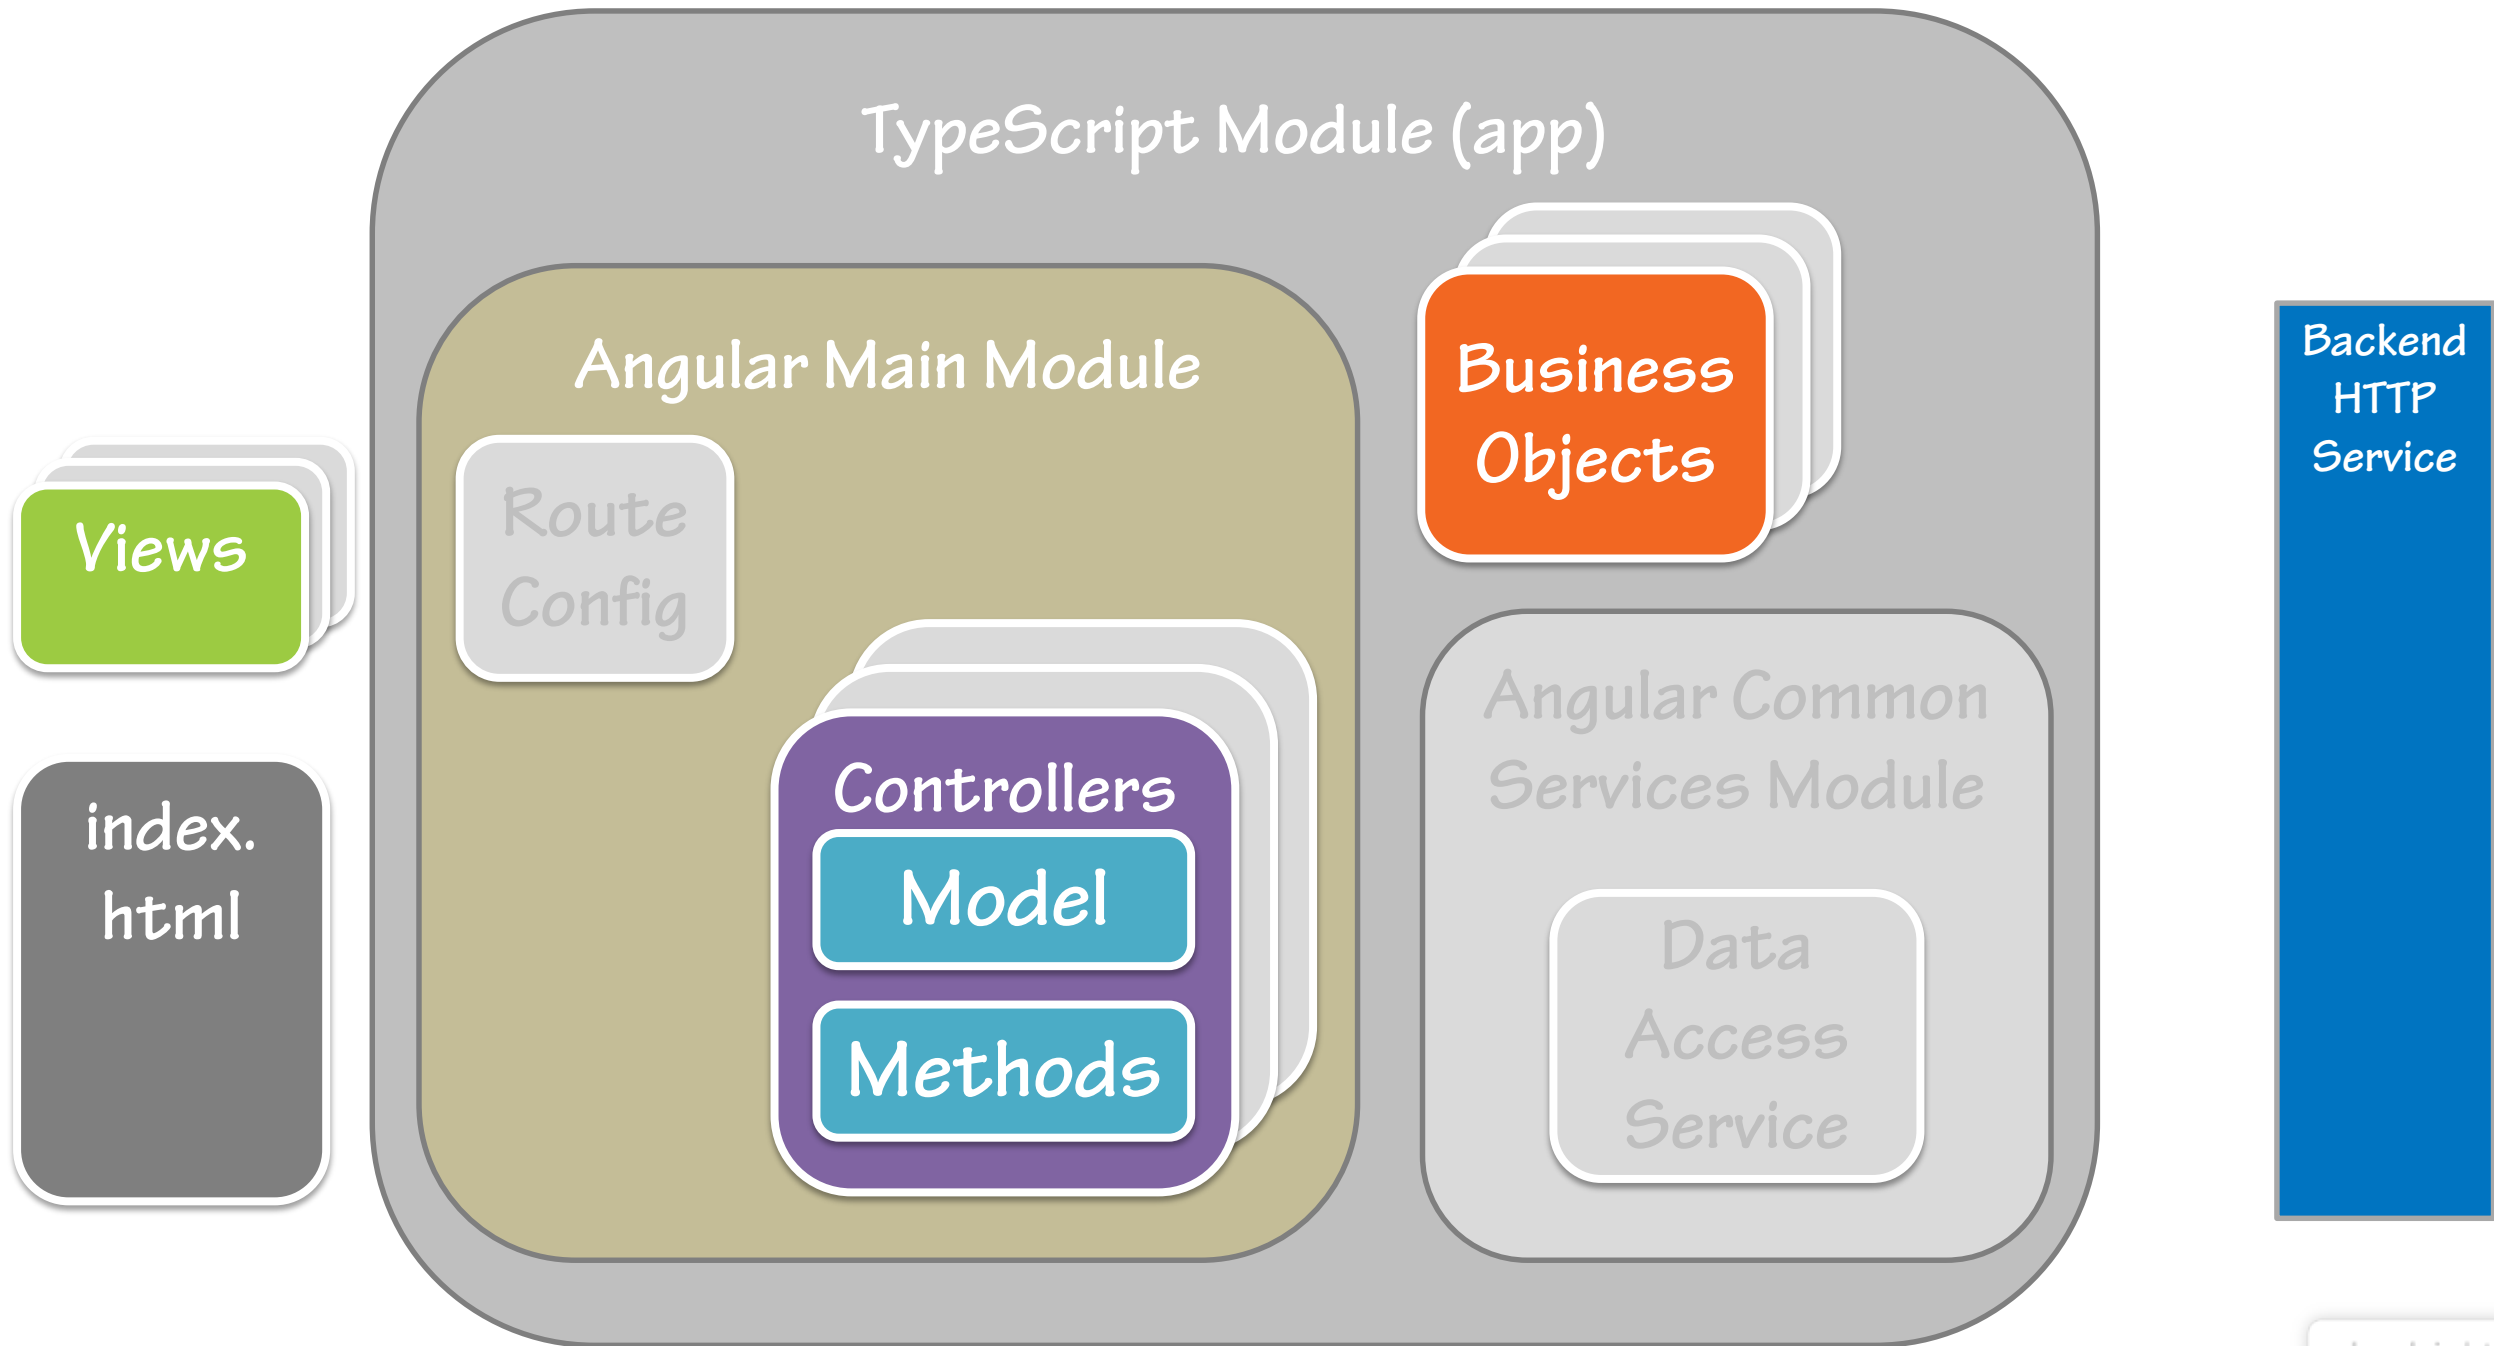 TypeScript Module (app)
Angular Main Module
Business
Objects
Backend
HTTP
Service
Views
Route
Config
index.
html
Controllers
Model
Methods
Angular Common
Services Module
Data
Access
Service